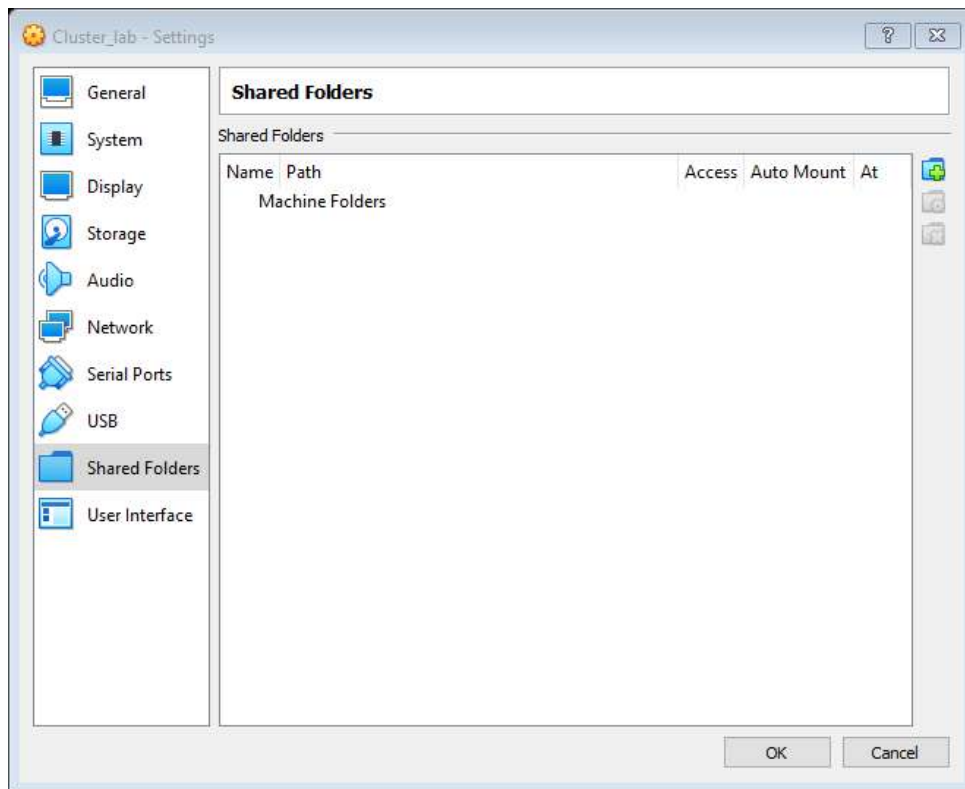 Cluster_lab - Settings
General
System
Display
Storage
Audio
Network
Serial Ports
USB
Shared Folders
User Interface
Shared Folders
Shared Folders
Name Path Access Auto Mount At
Machine Folders
OK Cancel